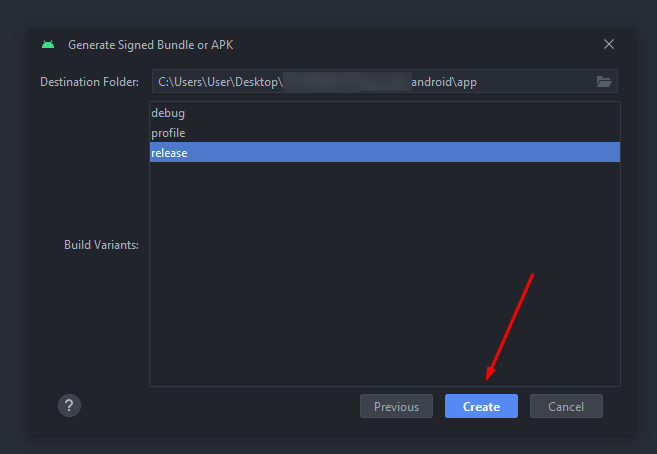 Generate Signed Bundle or APK
Destination Folder: C:\Users\User\Desktop\ android\app
debug
profile
release
Build Variants:
? Previous Create Cancel